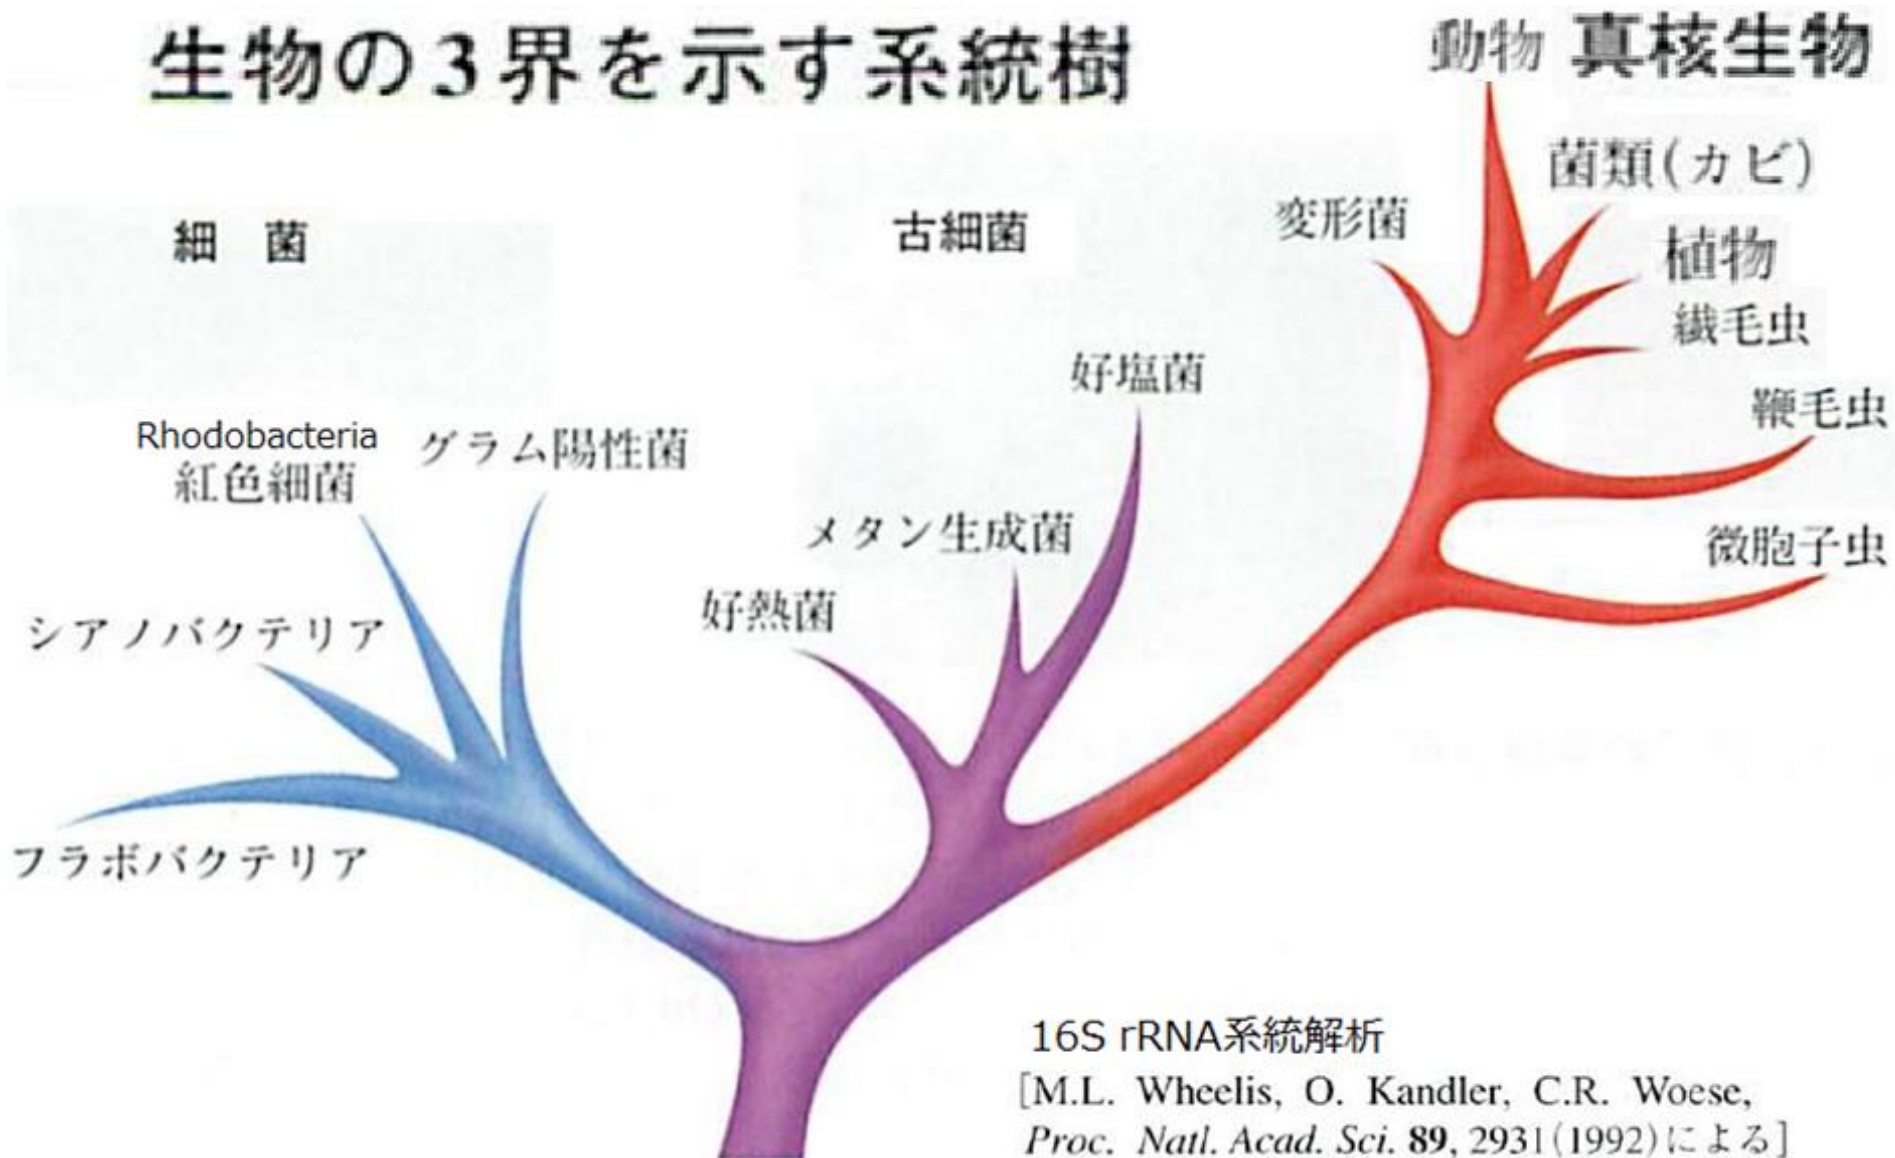 生物の3界を示す系統樹
動物 真核生物
菌類(カビ)
変形菌
植物
繊毛虫
鞭毛虫
微胞子虫
細 菌
古細菌
好塩菌
メタン生成菌
好熱菌
Rhodobacteria
紅色細菌
グラム陽性菌
シアノバクテリア
フラボバクテリア
16S rRNA系統解析
[M.L. Wheelis, O. Kandler, C.R. Woese,
Proc. Natl. Acad. Sci. 89, 2931(1992)による]